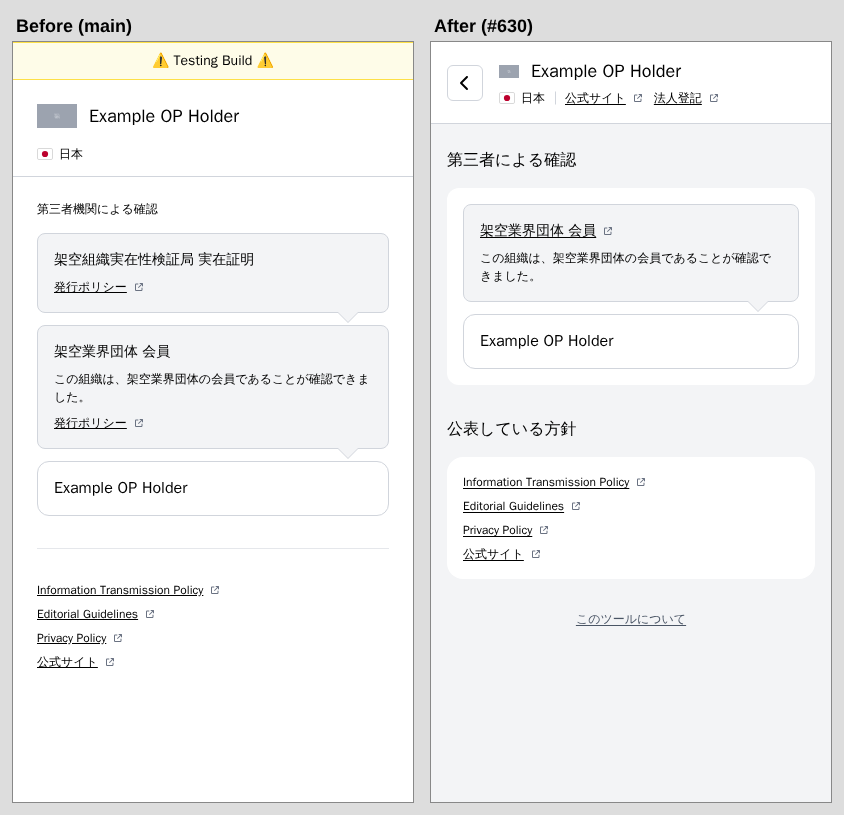 Before (main)
⚠️ Testing Build ⚠️
Example OP Holder
日本
第三者機関による確認
架空組織実在性検証局 実在証明
発行ポリシー
架空業界団体 会員
この組織は、架空業界団体の会員であることが確認できま
した。
発行ポリシー
Example OP Holder
Information Transmission Policy
Editorial Guidelines
Privacy Policy
公式サイト
After (#630)
Example OP Holder
日本 公式サイト 法人登記
第三者による確認
架空業界団体 会員
この組織は、架空業界団体の会員であることが確認で
きました。
Example OP Holder
公表している方針
Information Transmission Policy
Editorial Guidelines
Privacy Policy
公式サイト
このツールについて